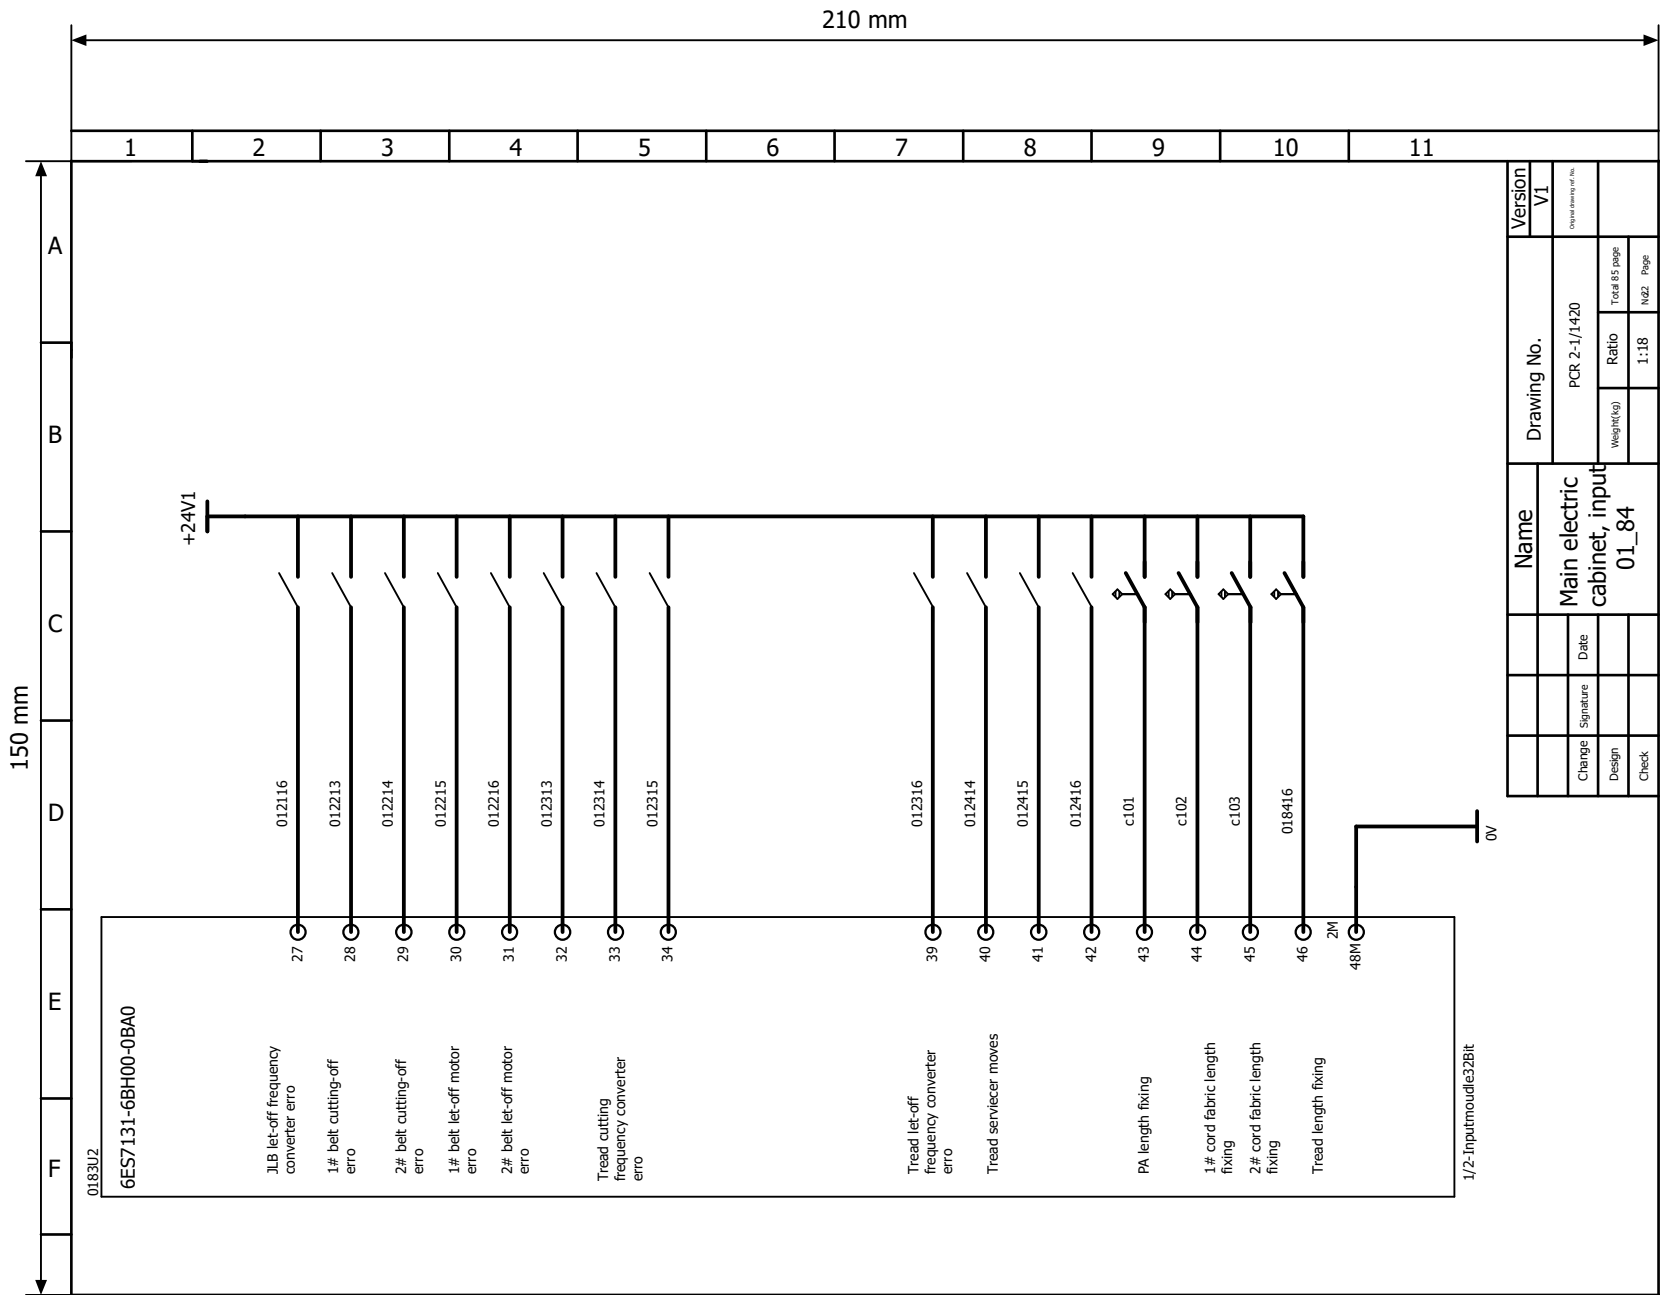 210 mm
150 mm
1
2
3
4
5
6
7
8
9
10
11
A
B
C
D
E
F
Version
V1
Original drawing ref. No.
Drawing No.
PCR 2-1/1420
Total 85 page
Ratio
Weight(kg)
1:18
Page
Name
Main electric
cabinet, input
01_84
Date
Signature
Change
Design
Check
+24V1
012116
012213
012214
012215
012216
012313
012314
012315
012316
012414
012415
012416
c101
c102
c103
018416
0V
27
28
29
30
31
32
33
34
39
40
41
42
43
44
45
46
2M
48M
0183U2
6ES7131-6BH00-0BA0
JLB let-off frequency
converter erro
1# belt cutting-off
erro
2# belt cutting-off
erro
1# belt let-off motor
erro
2# belt let-off motor
erro
Tread cutting
frequency converter
erro
Tread let-off
frequency converter
erro
Tread serviecer moves
PA length fixing
1# cord fabric length
fixing
2# cord fabric length
fixing
Tread length fixing
1/2-Inputmoudle32Bit